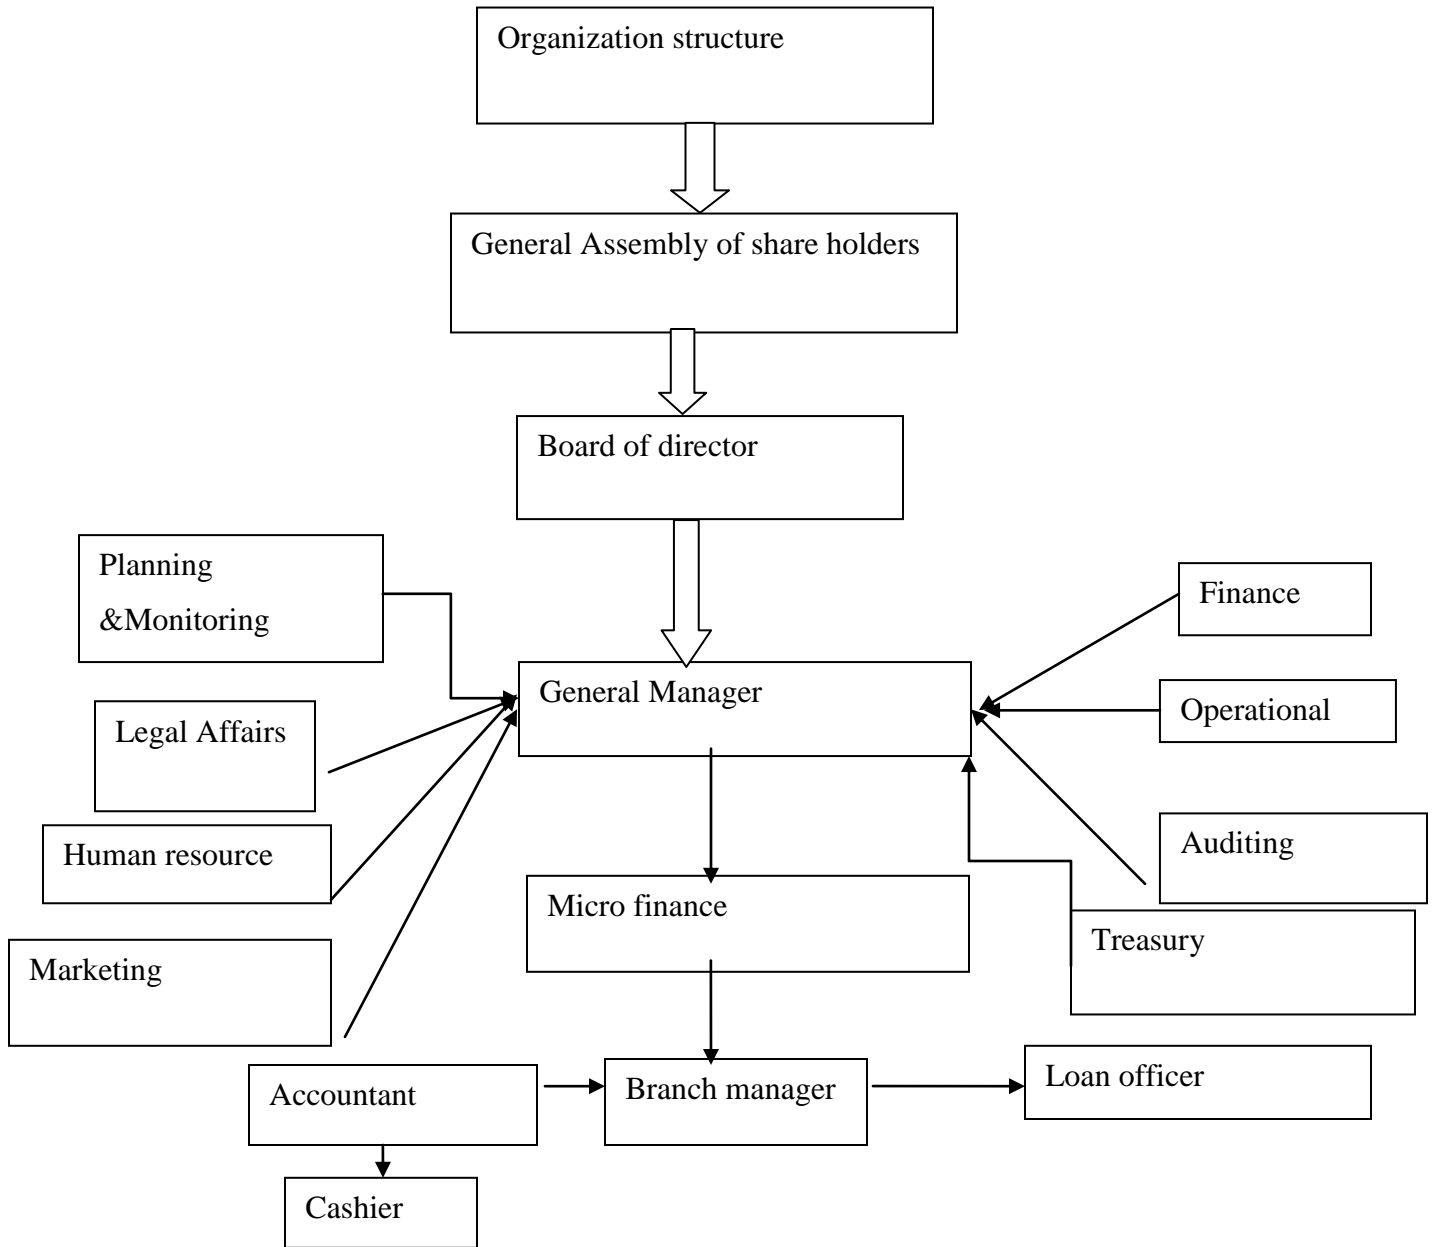 Organization structure
General Assembly of share holders
Board of director
Planning
&Monitoring
Finance
General Manager
Operational
Legal Affairs
Human resource
Auditing
Micro finance
Treasury
Marketing
Accountant
Branch manager
Loan officer
Cashier